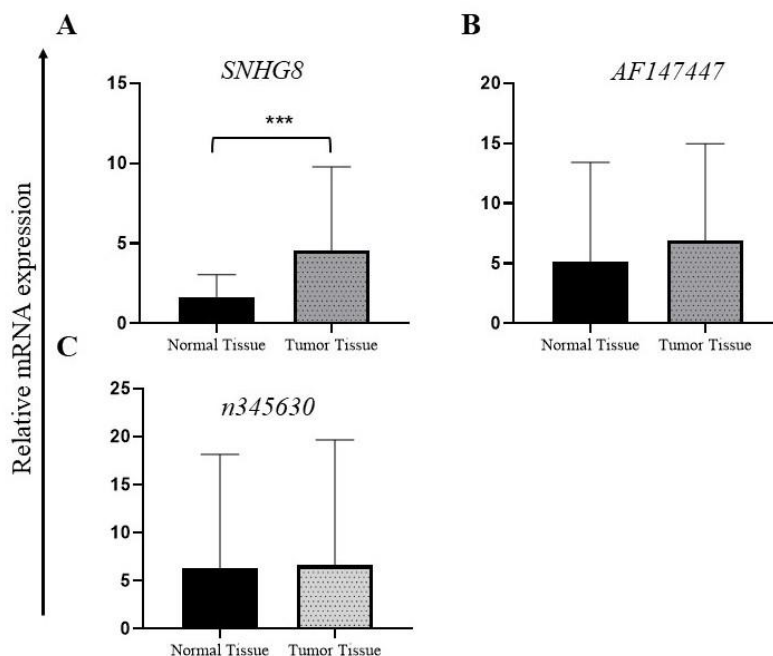 A
SNHG8
***
15
10
5
0
Normal Tissue Tumor Tissue
B
AF147447
20
15
10
5
0
Normal Tissue Tumor Tissue
C
n345630
25
20
15
10
5
0
Normal Tissue Tumor Tissue
Relative mRNA expression